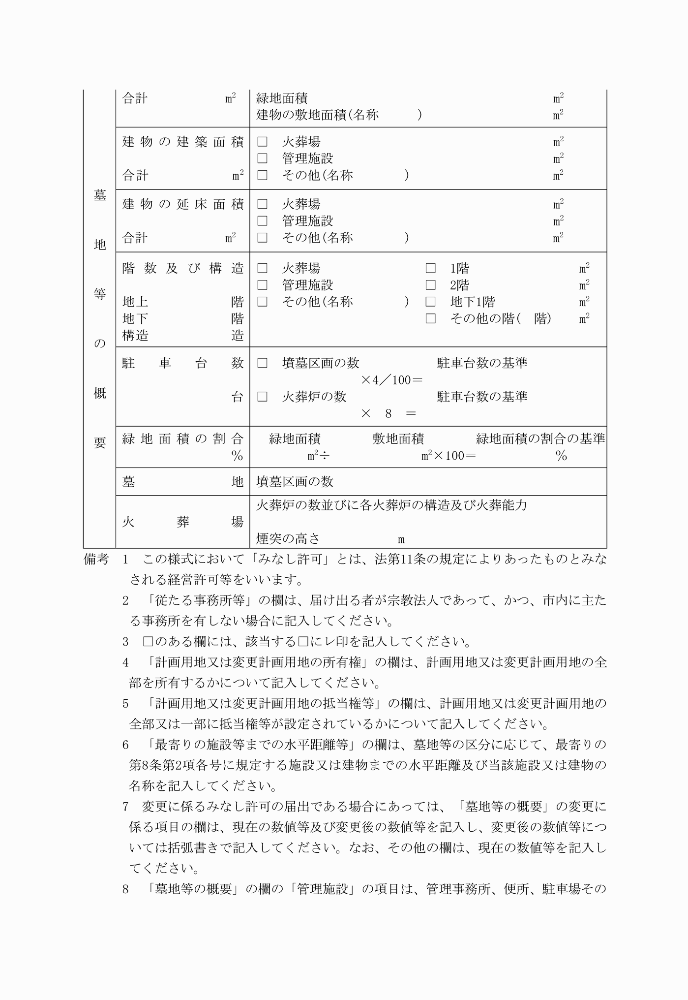 合計　m²　緑地面積　m²
建物の敷地面積(名称　　　)　m²
建物の建築面積　□　火葬場　m²
□　管理施設　m²
合計　m²　□　その他(名称　　　　)　m²
建物の延床面積　□　火葬場　m²
□　管理施設　m²
合計　m²　□　その他(名称　　　　)　m²
階数及び構造　□　火葬場　□　1階　m²
□　管理施設　□　2階　m²
地上　階　□　その他(名称　　　　)　□　地下1階　m²
地下　階　□　その他の階(　階)　m²
構造　造
墓地等の概要
駐車台数　□　墳墓区画の数　駐車台数の基準
×4／100＝
台　□　火葬炉の数　駐車台数の基準
×　8　＝
緑地面積の割合　緑地面積　敷地面積　緑地面積の割合の基準
％　m²÷　m²×100＝　％
墓地　墳墓区画の数
火葬場　火葬炉の数並びに各火葬炉の構造及び火葬能力
煙突の高さ　m
備考　1　この様式において「みなし許可」とは、法第11条の規定によりあったものとみな
される経営許可等をいいます。
2　「従たる事務所等」の欄は、届け出る者が宗教法人であって、かつ、市内に主た
る事務所を有しない場合に記入してください。
3　□のある欄には、該当する□にレ印を記入してください。
4　「計画用地又は変更計画用地の所有権」の欄は、計画用地又は変更計画用地の全
部を所有するかについて記入してください。
5　「計画用地又は変更計画用地の抵当権等」の欄は、計画用地又は変更計画用地の
全部又は一部に抵当権等が設定されているかについて記入してください。
6　「最寄りの施設等までの水平距離等」の欄は、墓地等の区分に応じて、最寄りの
第8条第2項各号に規定する施設又は建物までの水平距離及び当該施設又は建物の
名称を記入してください。
7　変更に係るみなし許可の届出である場合にあっては、「墓地等の概要」の変更に
係る項目の欄は、現在の数値等及び変更後の数値等を記入し、変更後の数値等につ
いては括弧書きで記入してください。なお、その他の欄は、現在の数値等を記入し
てください。
8　「墓地等の概要」の欄の「管理施設」の項目は、管理事務所、便所、駐車場その